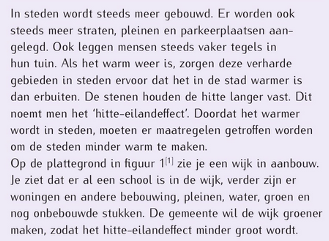 In steden wordt steeds meer gebouwd. Er worden ook
steeds meer straten, pleinen en parkeerplaatsen aan-
gelegd. Ook leggen mensen steeds vaker tegels in
hun tuin. Als het warm weer is, zorgen deze verharde
gebieden in steden ervoor dat het in de stad warmer is
dan erbuiten. De stenen houden de hitte langer vast. Dit
noemt men het ‘hitte-eilandeffect’. Doordat het warmer
wordt in steden, moeten er maatregelen getroffen worden
om de steden minder warm te maken.
Op de plattegrond in figuur 1[1] zie je een wijk in aanbouw.
Je ziet dat er al een school is in de wijk, verder zijn er
woningen en andere bebouwing, pleinen, water, groen en
nog onbebouwde stukken. De gemeente wil de wijk groener
maken, zodat het hitte-eilandeffect minder groot wordt.